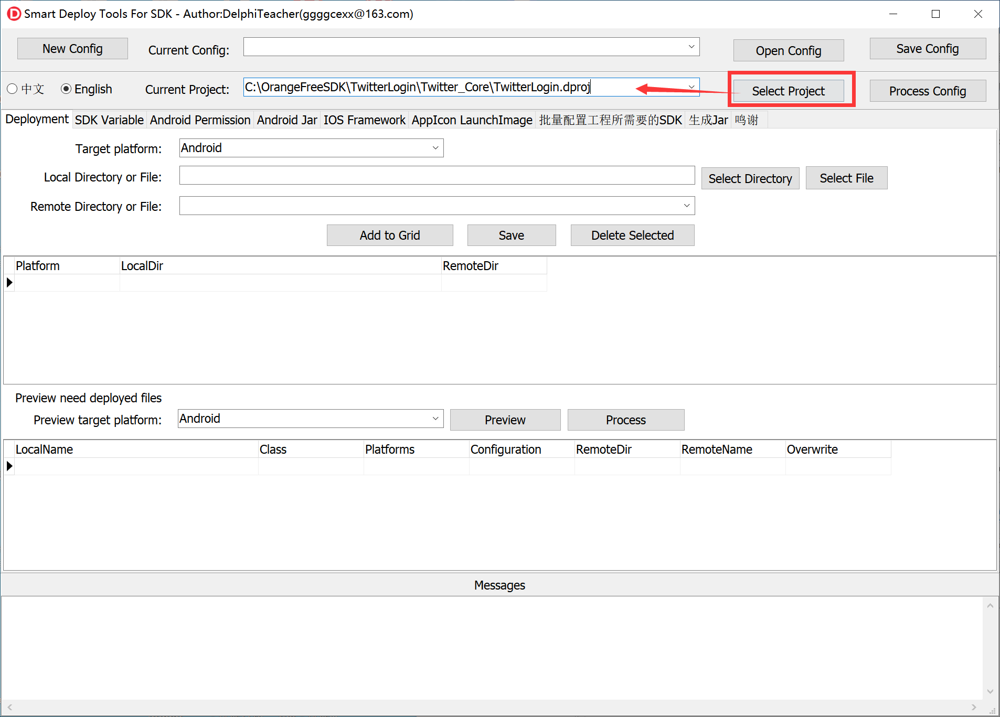 Smart Deploy Tools For SDK - Author:DelphiTeacher(ggggcexx@163.com)
New Config Current Config: Open Config Save Config
中文 English Current Project: C:\OrangeFreeSDK\TwitterLogin\Twitter_Core\TwitterLogin.dproj Select Project Process Config
Deployment SDK Variable Android Permission Android Jar IOS Framework AppIcon LaunchImage 批量配置工程所需要的SDK 生成Jar 鸣谢
Target platform: Android
Local Directory or File: Select Directory Select File
Remote Directory or File:
Add to Grid Save Delete Selected
Platform LocalDir RemoteDir
Preview need deployed files
Preview target platform: Android Preview Process
LocalName Class Platforms Configuration RemoteDir RemoteName Overwrite
Messages